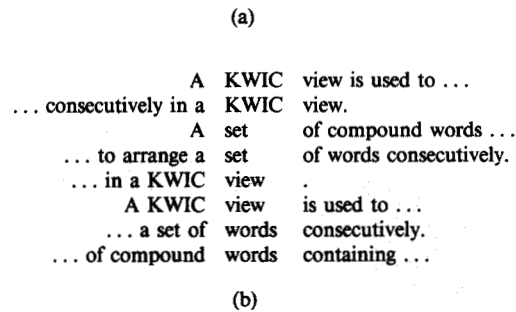 (a)
A KWIC view is used to ...
... consecutively in a KWIC view.
A set of compound words ...
... to arrange a set of words consecutively.
... in a KWIC view .
A KWIC view is used to ...
... a set of words consecutively.
... of compound words containing ...
(b)